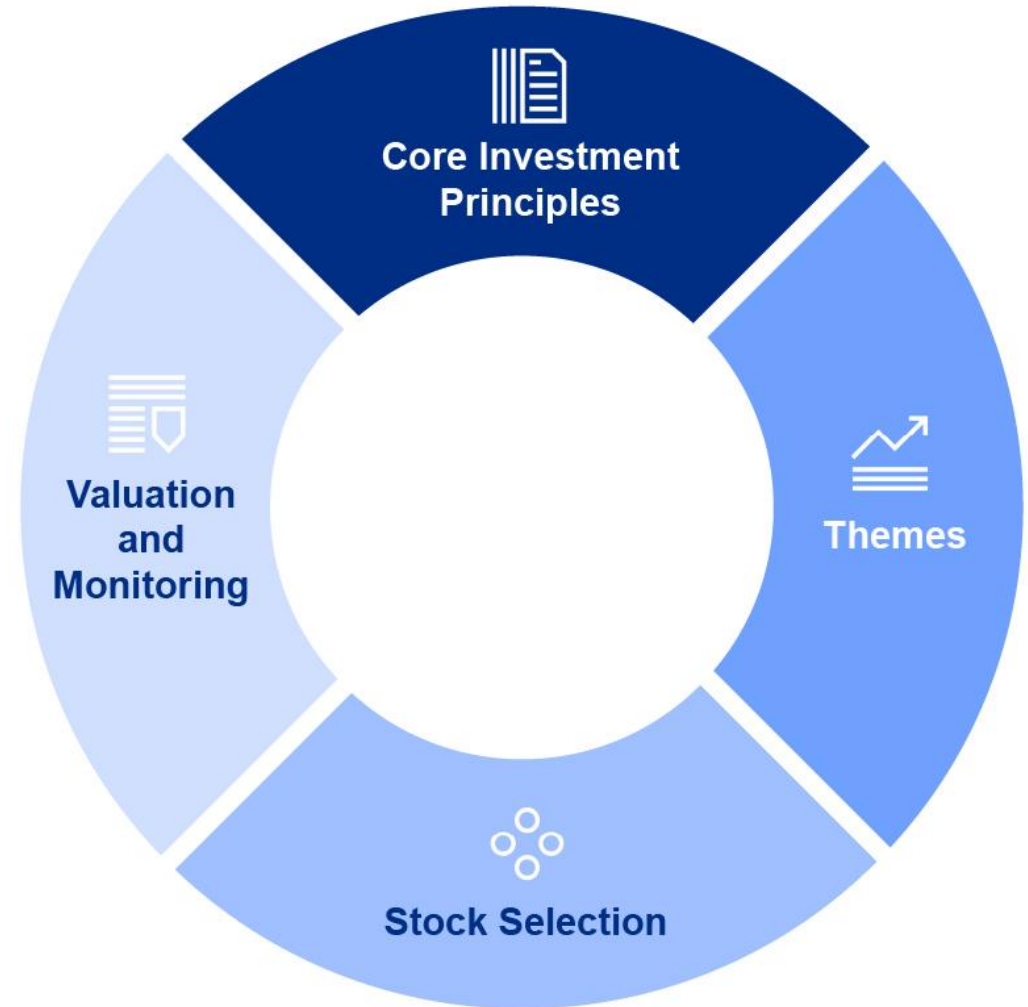 Core Investment
Principles
Themes
Stock Selection
Valuation
and
Monitoring